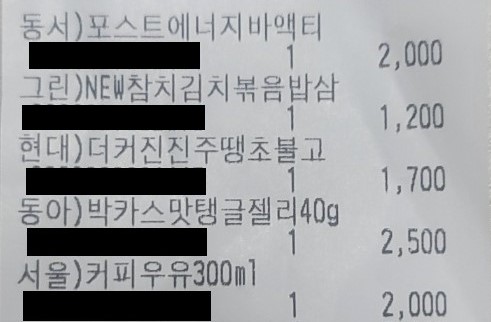 동서)포스트에너지바액티
1 2,000
그린)NEW참치김치볶음밥삼
1 1,200
현대)더커진진주땡초불고
1 1,700
동아)박카스맛탱글젤리40g
1 2,500
서울)커피우유300ml
1 2,000